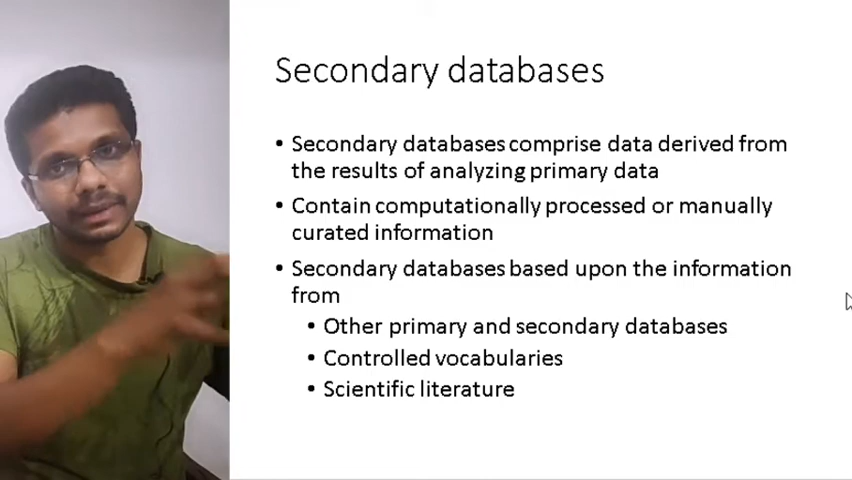 Secondary databases
• Secondary databases comprise data derived from
the results of analyzing primary data
• Contain computationally processed or manually
curated information
• Secondary databases based upon the information
from
• Other primary and secondary databases
• Controlled vocabularies
• Scientific literature